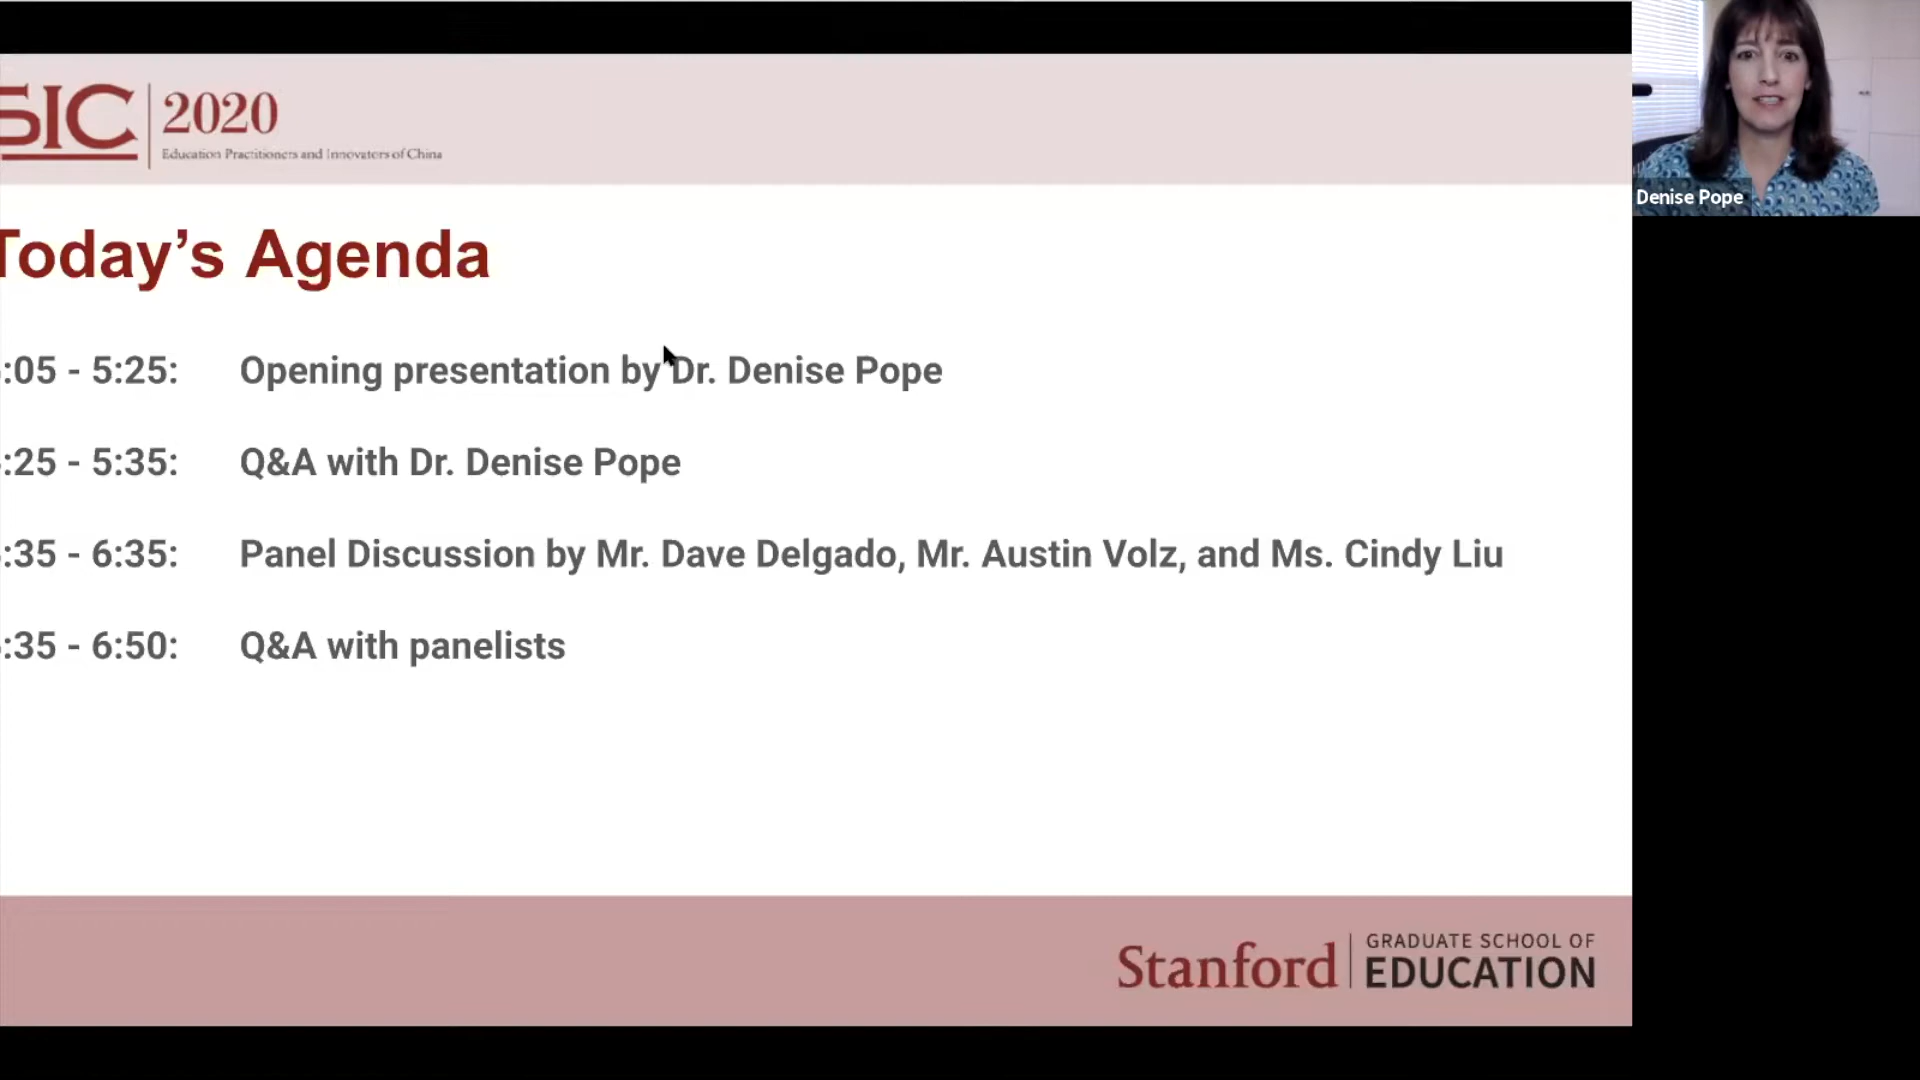 SIC 2020
Education Practitioners and Innovators of China
Denise Pope
Today's Agenda
:05 - 5:25: Opening presentation by Dr. Denise Pope
:25 - 5:35: Q&A with Dr. Denise Pope
:35 - 6:35: Panel Discussion by Mr. Dave Delgado, Mr. Austin Volz, and Ms. Cindy Liu
:35 - 6:50: Q&A with panelists
Stanford GRADUATE SCHOOL OF
EDUCATION